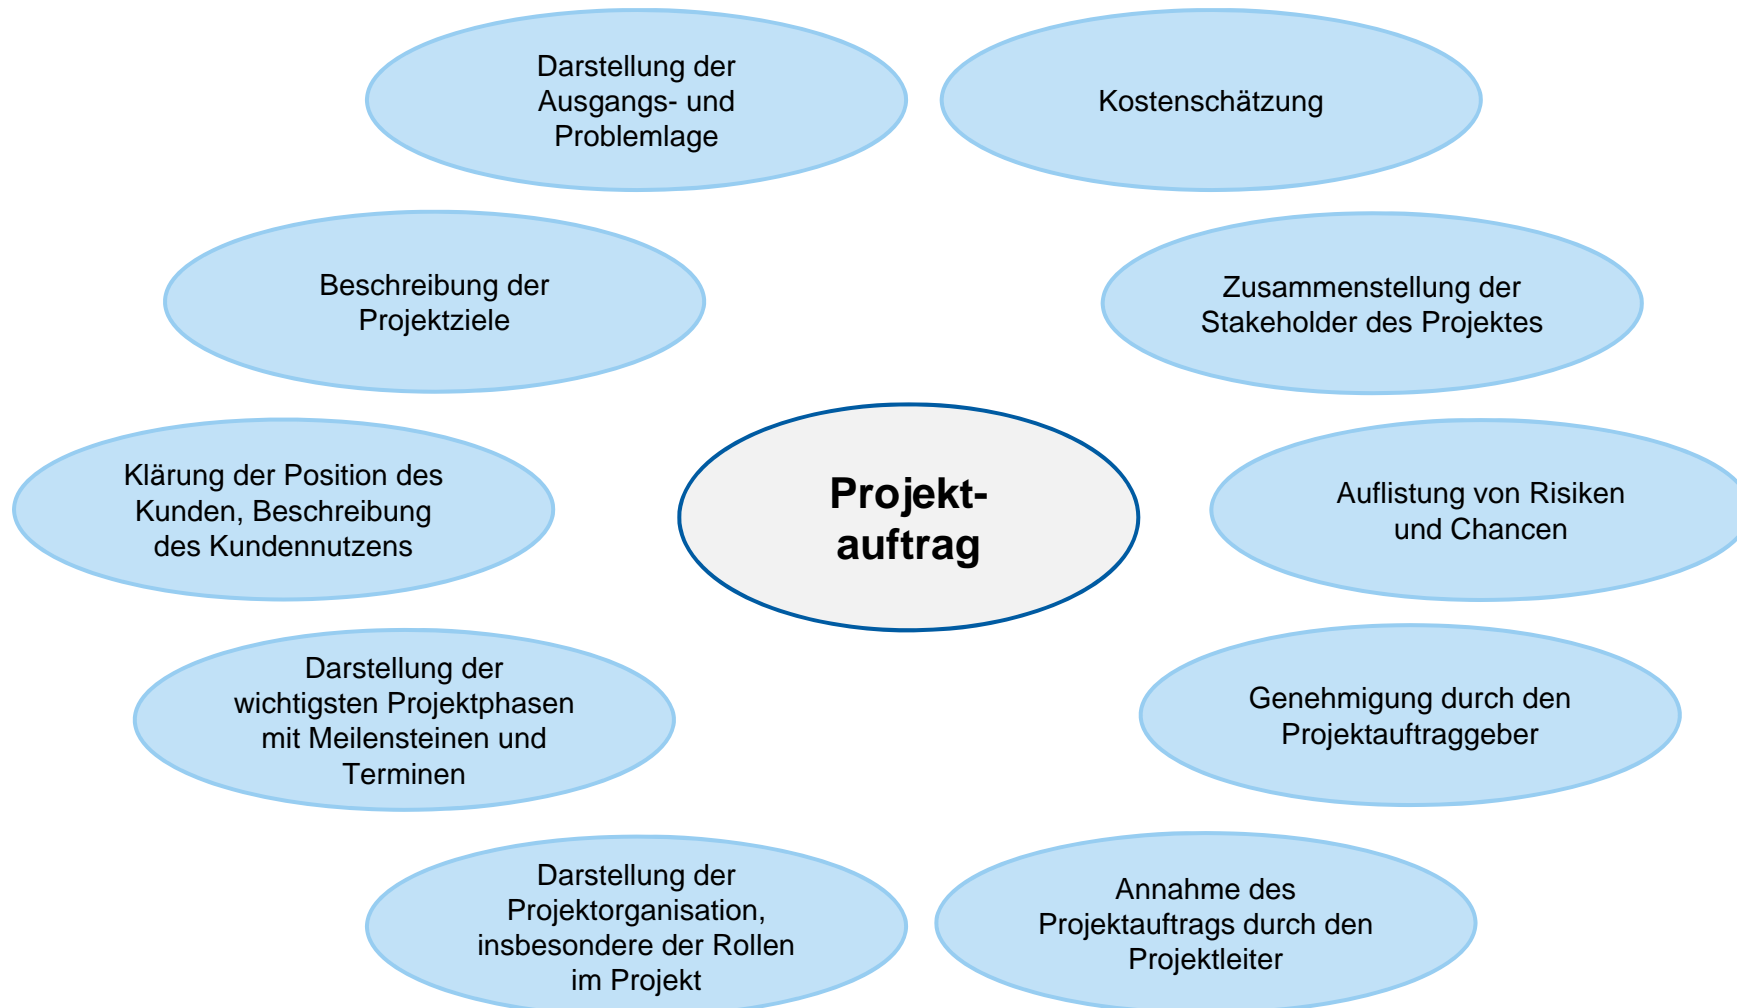 Darstellung der
Ausgangs- und
Problemlage
Kostenschätzung
Beschreibung der
Projektziele
Zusammenstellung der
Stakeholder des Projektes
Klärung der Position des
Kunden, Beschreibung
des Kundennutzens
Projekt-
auftrag
Auflistung von Risiken
und Chancen
Darstellung der
wichtigsten Projektphasen
mit Meilensteinen und
Terminen
Genehmigung durch den
Projektauftraggeber
Darstellung der
Projektorganisation,
insbesondere der Rollen
im Projekt
Annahme des
Projektauftrags durch den
Projektleiter